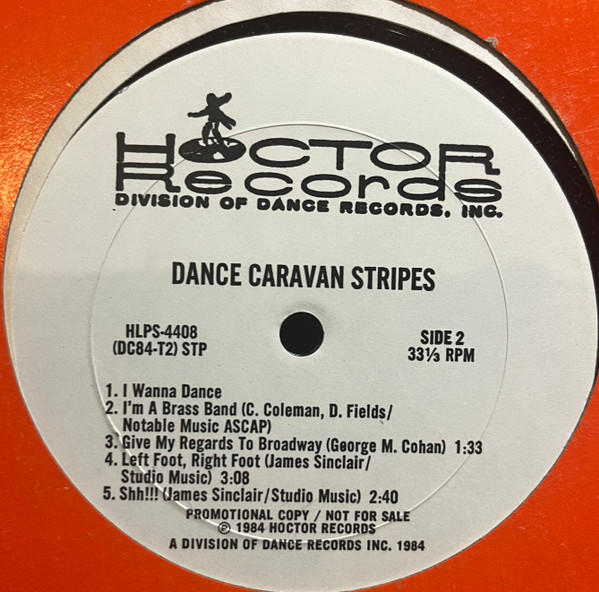 HOCTOR
Records
DIVISION OF DANCE RECORDS, INC.
DANCE CARAVAN STRIPES
HLPS-4408
(DC84-T2) STP
SIDE 2
33⅓ RPM
1. I Wanna Dance
2. I'm A Brass Band (C. Coleman, D. Fields/
Notable Music ASCAP)
3. Give My Regards To Broadway (George M. Cohan) 1:33
4. Left Foot, Right Foot (James Sinclair/
Studio Music) 3:08
5. Shh!!! (James Sinclair/Studio Music) 2:40
PROMOTIONAL COPY / NOT FOR SALE
℗ 1984 HOCTOR RECORDS
A DIVISION OF DANCE RECORDS INC. 1984